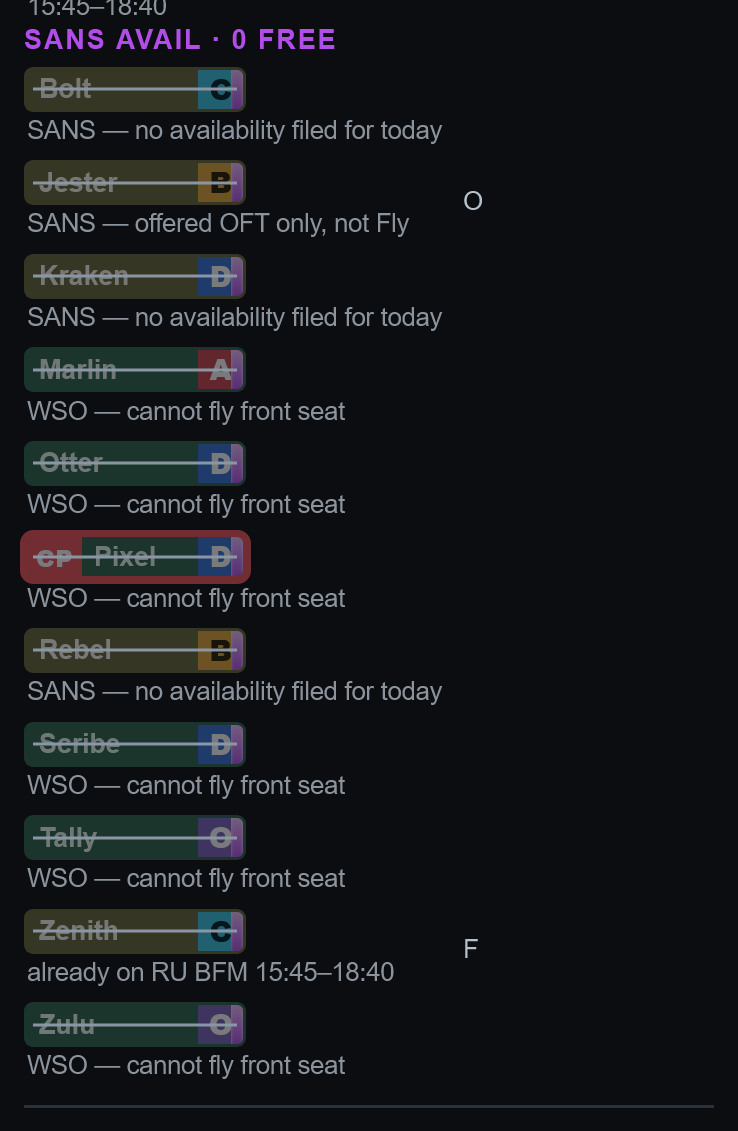 15:45–18:40
SANS AVAIL · 0 FREE
Bolt C
SANS — no availability filed for today
Jester B
O
SANS — offered OFT only, not Fly
Kraken D
SANS — no availability filed for today
Marlin A
WSO — cannot fly front seat
Otter D
WSO — cannot fly front seat
CP Pixel D
WSO — cannot fly front seat
Rebel B
SANS — no availability filed for today
Scribe D
WSO — cannot fly front seat
Tally O
WSO — cannot fly front seat
Zenith C
F
already on RU BFM 15:45–18:40
Zulu O
WSO — cannot fly front seat